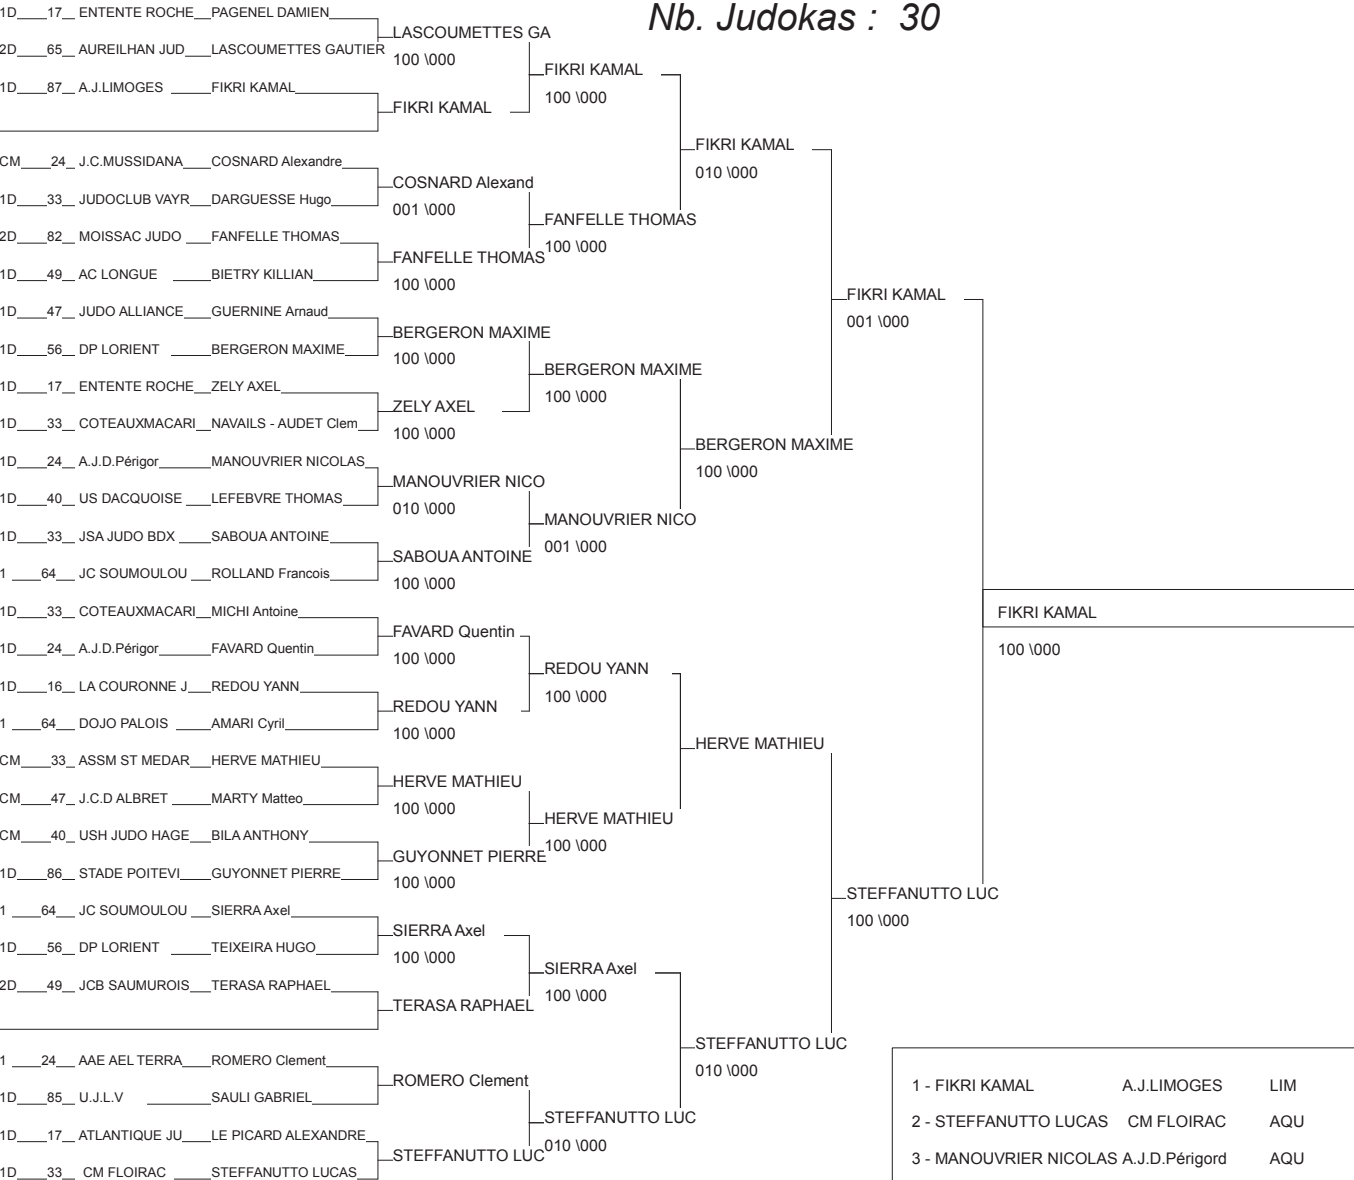 Nb. Judokas : 30
1D 17 ENTENTE ROCHE PAGENEL DAMIEN
2D 65 AUREILHAN JUD LASCOUMETTES GAUTIER
1D 87 A.J.LIMOGES FIKRI KAMAL
CM 24 J.C.MUSSIDANA COSNARD Alexandre
1D 33 JUDOCLUB VAYR DARGUESSE Hugo
2D 82 MOISSAC JUDO FANFELLE THOMAS
1D 49 AC LONGUE BIETRY KILLIAN
1D 47 JUDO ALLIANCE GUERNINE Arnaud
1D 56 DP LORIENT BERGERON MAXIME
1D 17 ENTENTE ROCHE ZELY AXEL
1D 33 COTEAUXMACARI NAVAILS - AUDET Clem
1D 24 A.J.D.Périgor MANOUVRIER NICOLAS
1D 40 US DACQUOISE LEFEBVRE THOMAS
1D 33 JSA JUDO BDX SABOUA ANTOINE
1 64 JC SOUMOULOU ROLLAND Francois
1D 33 COTEAUXMACARI MICHI Antoine
1D 24 A.J.D.Périgor FAVARD Quentin
1D 16 LA COURONNE J REDOU YANN
1 64 DOJO PALOIS AMARI Cyril
CM 33 ASSM ST MEDAR HERVE MATHIEU
CM 47 J.C.D ALBRET MARTY Matteo
CM 40 USH JUDO HAGE BILA ANTHONY
1D 86 STADE POITEVI GUYONNET PIERRE
1 64 JC SOUMOULOU SIERRA Axel
1D 56 DP LORIENT TEIXEIRA HUGO
2D 49 JCB SAUMUROIS TERASA RAPHAEL
1 24 AAE AEL TERRA ROMERO Clement
1D 85 U.J.L.V SAULI GABRIEL
1D 17 ATLANTIQUE JU LE PICARD ALEXANDRE
1D 33 CM FLOIRAC STEFFANUTTO LUCAS
LASCOUMETTES GA
100 \000
FIKRI KAMAL
COSNARD Alexand
001 \000
FANFELLE THOMAS
100 \000
BERGERON MAXIME
100 \000
ZELY AXEL
100 \000
MANOUVRIER NICO
010 \000
SABOUA ANTOINE
100 \000
FAVARD Quentin
100 \000
REDOU YANN
100 \000
HERVE MATHIEU
100 \000
GUYONNET PIERRE
100 \000
SIERRA Axel
100 \000
TERASA RAPHAEL
ROMERO Clement
STEFFANUTTO LUC
FIKRI KAMAL
100 \000
FANFELLE THOMAS
100 \000
BERGERON MAXIME
100 \000
MANOUVRIER NICO
001 \000
REDOU YANN
100 \000
HERVE MATHIEU
100 \000
SIERRA Axel
100 \000
STEFFANUTTO LUC
010 \000
FIKRI KAMAL
010 \000
BERGERON MAXIME
100 \000
HERVE MATHIEU
STEFFANUTTO LUC
010 \000
FIKRI KAMAL
001 \000
STEFFANUTTO LUC
100 \000
FIKRI KAMAL
100 \000
1 - FIKRI KAMAL A.J.LIMOGES LIM
2 - STEFFANUTTO LUCAS CM FLOIRAC AQU
3 - MANOUVRIER NICOLAS A.J.D.Périgord AQU